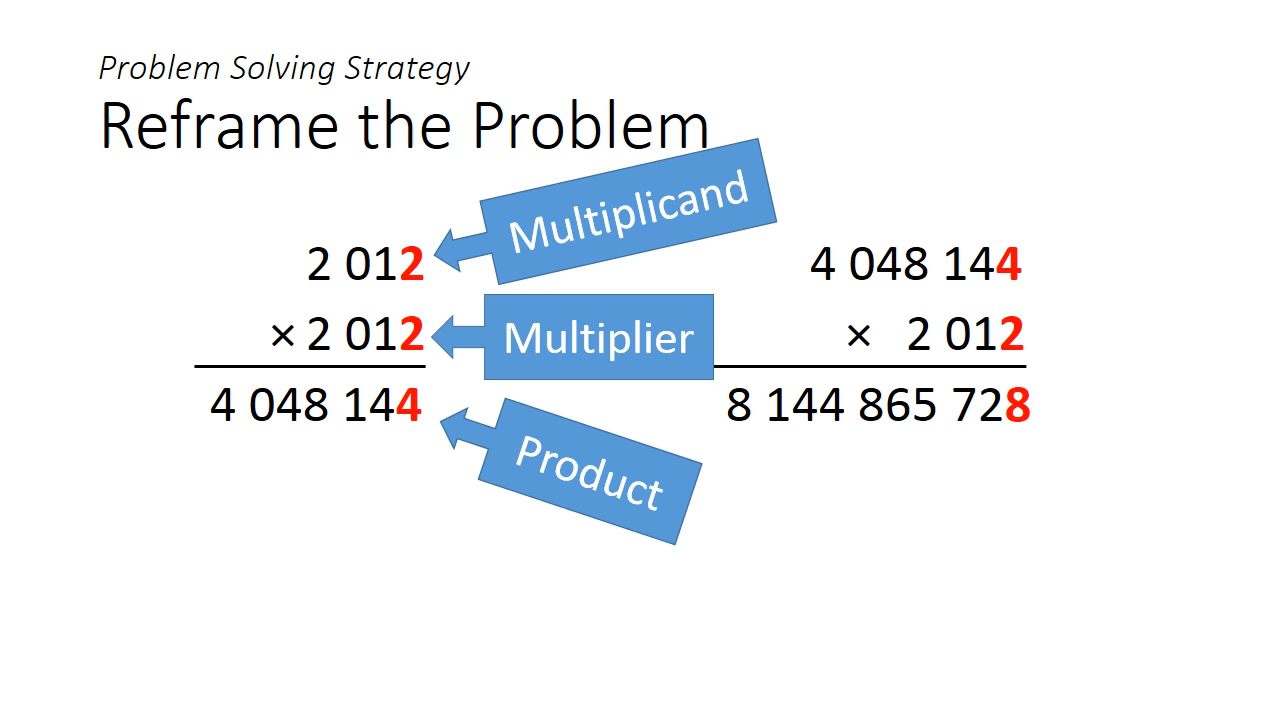 Problem Solving Strategy
Reframe the Problem
Multiplicand
2 012
× 2 012
Multiplier
4 048 144
Product
4 048 144
× 2 012
8 144 865 728